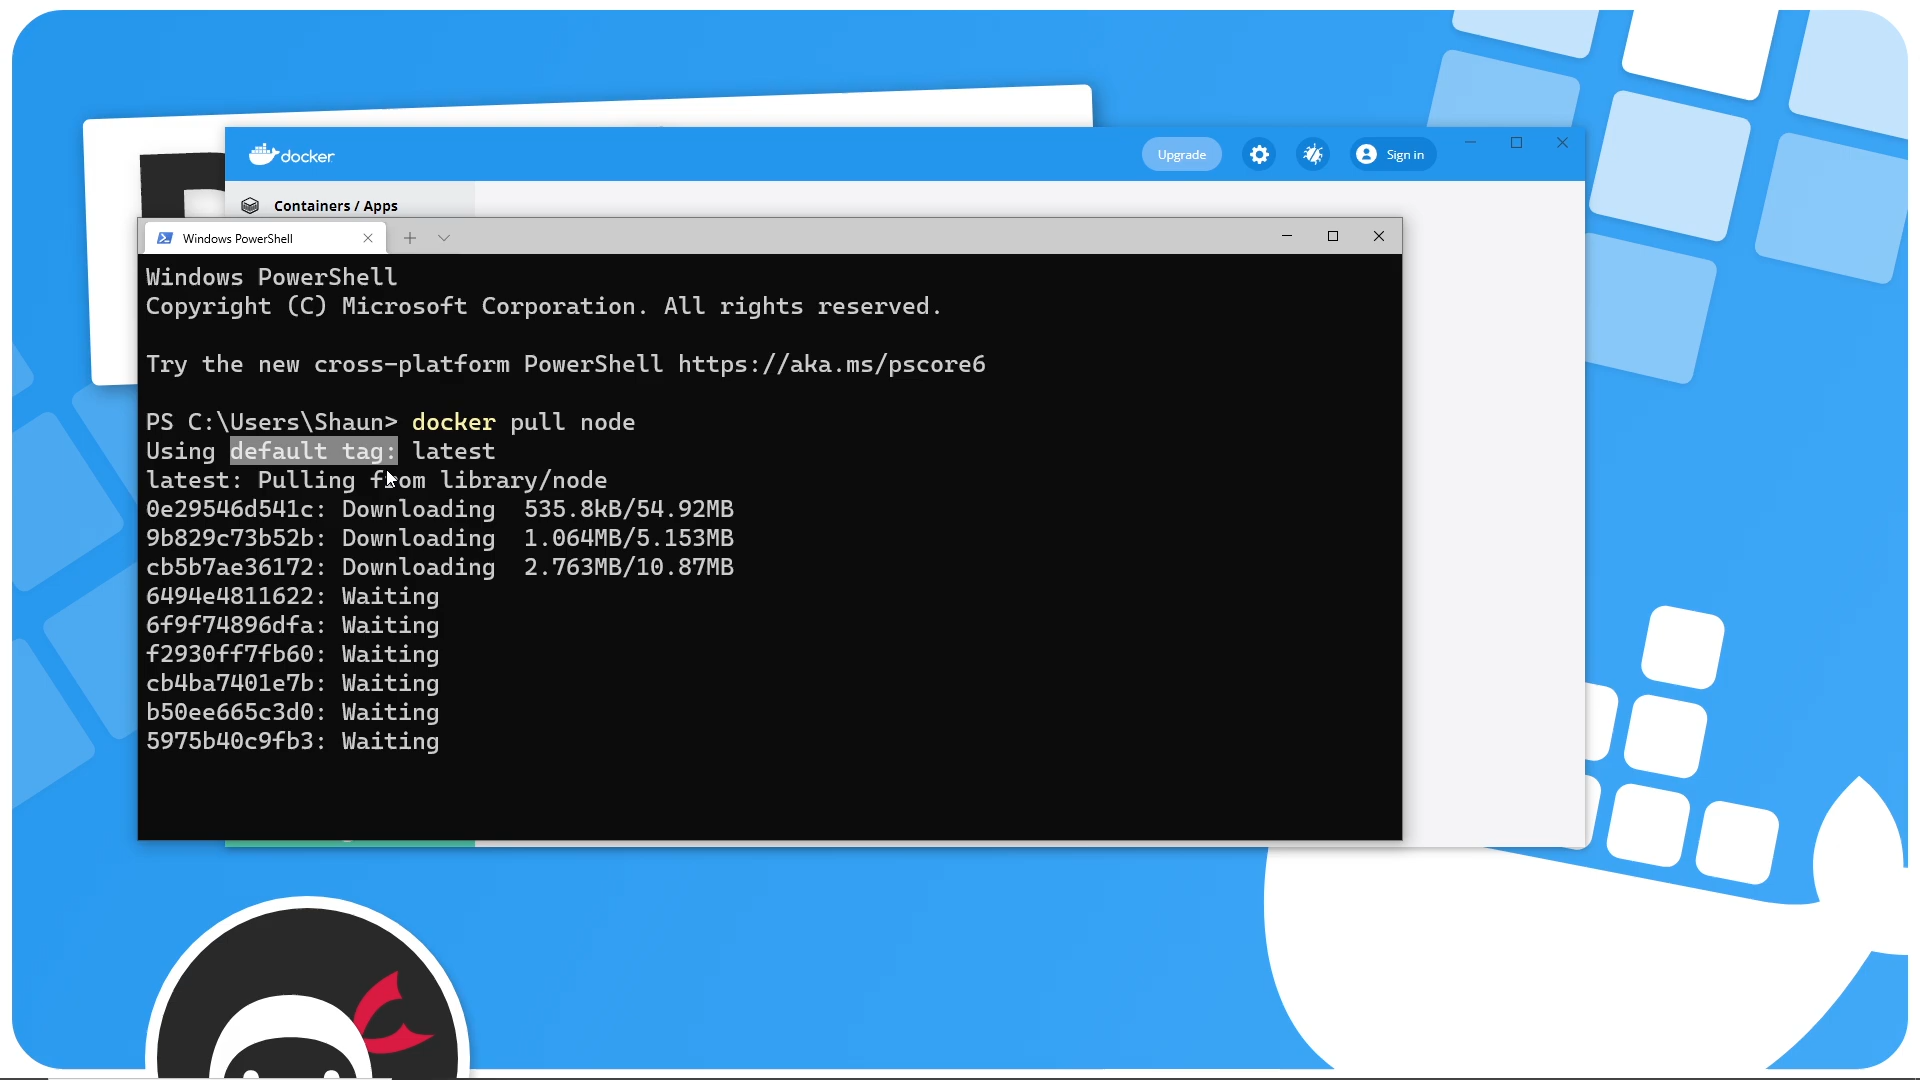 docker
Upgrade
Sign in
Containers / Apps
Windows PowerShell
Windows PowerShell
Copyright (C) Microsoft Corporation. All rights reserved.
Try the new cross-platform PowerShell https://aka.ms/pscore6
PS C:\Users\Shaun> docker pull node
Using default tag: latest
latest: Pulling from library/node
0e29546d541c: Downloading 535.8kB/54.92MB
9b829c73b52b: Downloading 1.064MB/5.153MB
cb5b7ae36172: Downloading 2.763MB/10.87MB
6494e4811622: Waiting
6f9f74896dfa: Waiting
f2930ff7fb60: Waiting
cb4ba7401e7b: Waiting
b50ee665c3d0: Waiting
5975b40c9fb3: Waiting